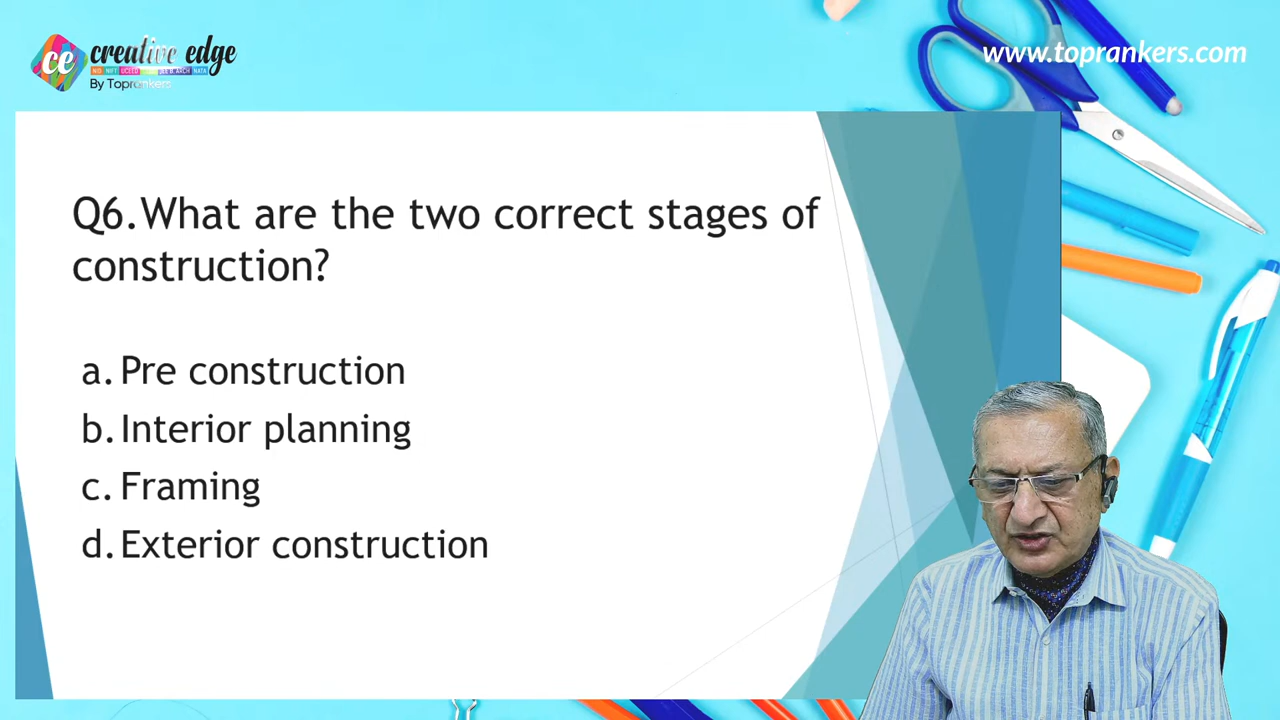 creative edge
By Toprankers
www.toprankers.com
Q6.What are the two correct stages of
construction?
a. Pre construction
b. Interior planning
c. Framing
d. Exterior construction